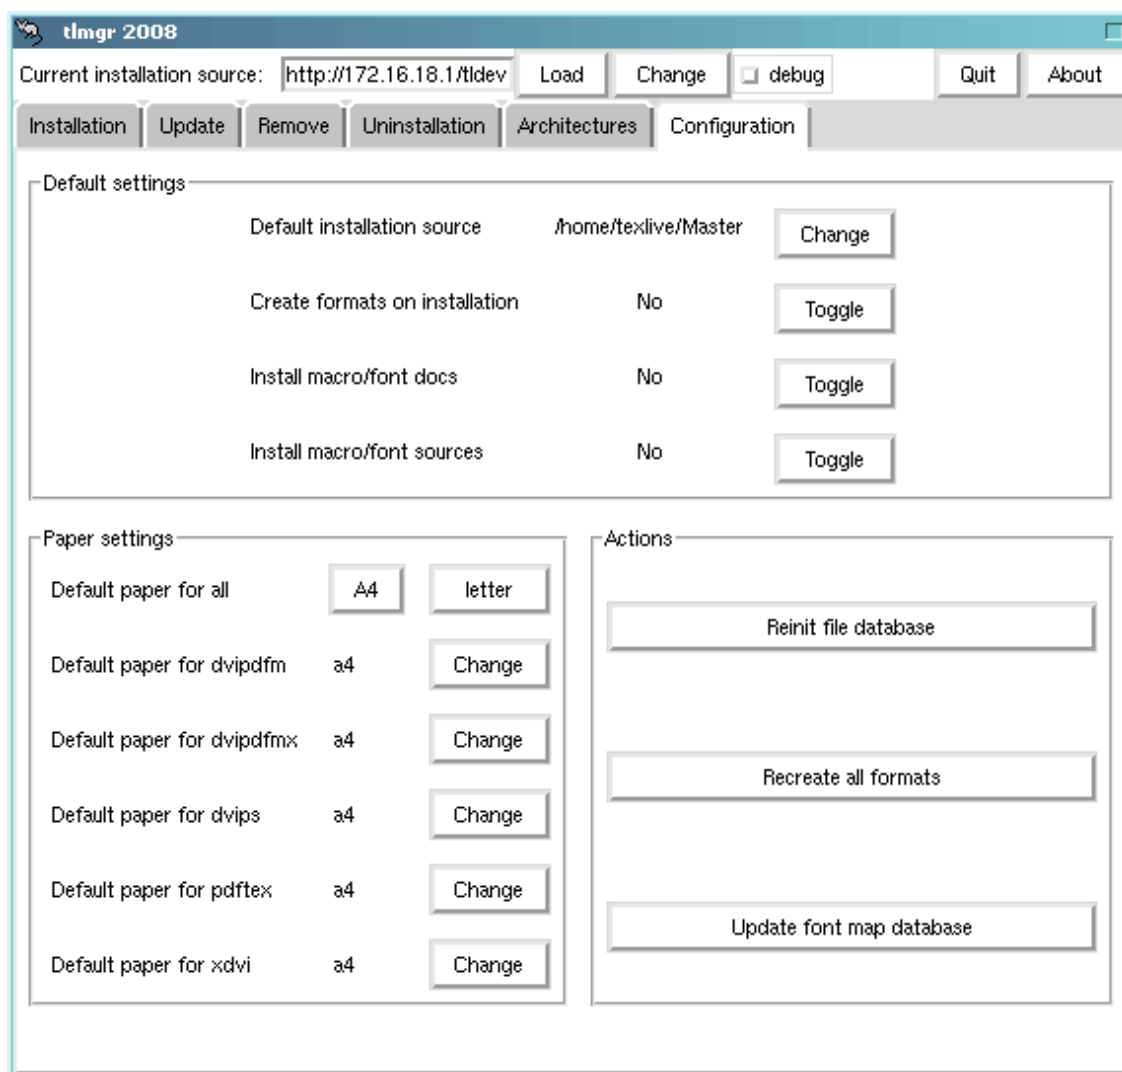 tlmgr 2008
Current installation source: http://172.16.18.1/tldev Load Change debug Quit About
Installation Update Remove Uninstallation Architectures Configuration
Default settings
Default installation source /home/texlive/Master Change
Create formats on installation No Toggle
Install macro/font docs No Toggle
Install macro/font sources No Toggle
Paper settings
Default paper for all A4 letter
Default paper for dvipdfm a4 Change
Default paper for dvipdfmx a4 Change
Default paper for dvips a4 Change
Default paper for pdftex a4 Change
Default paper for xdvi a4 Change
Actions
Reinit file database
Recreate all formats
Update font map database